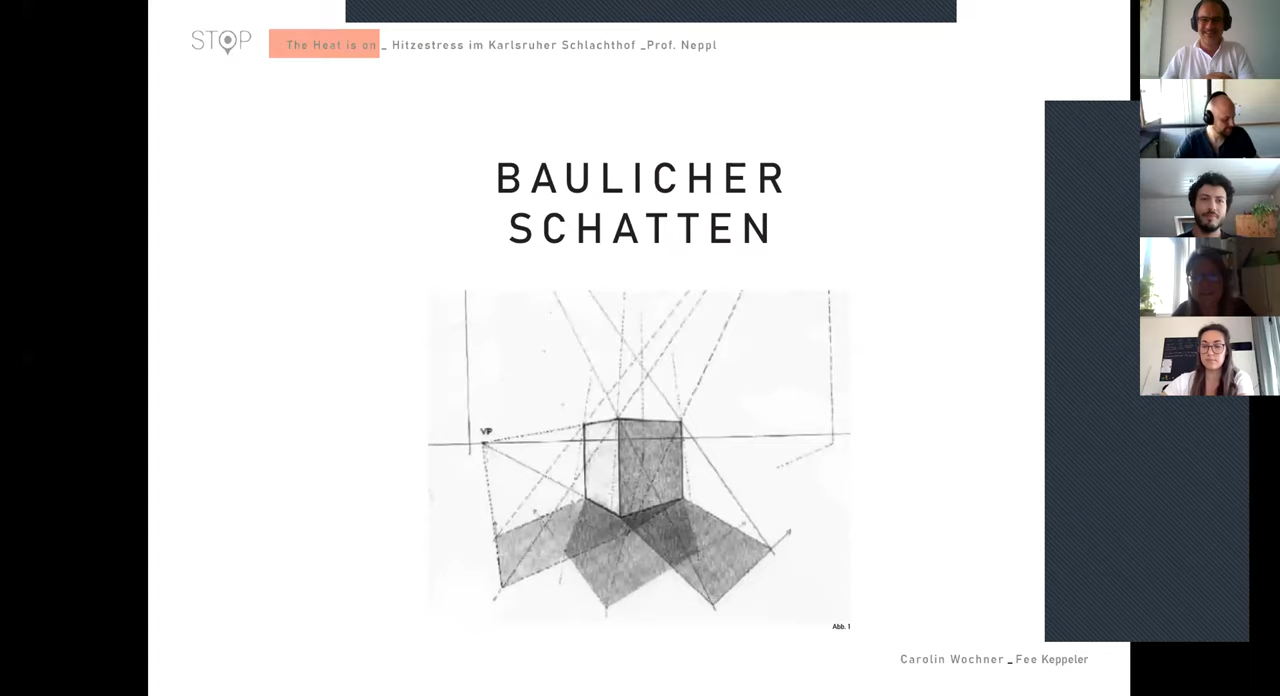 STOP
The Heat is on _ Hitzestress im Karlsruher Schlachthof _Prof. Neppl
BAULICHER
SCHATTEN
VP
Abb. 1
Carolin Wochner _ Fee Keppeler